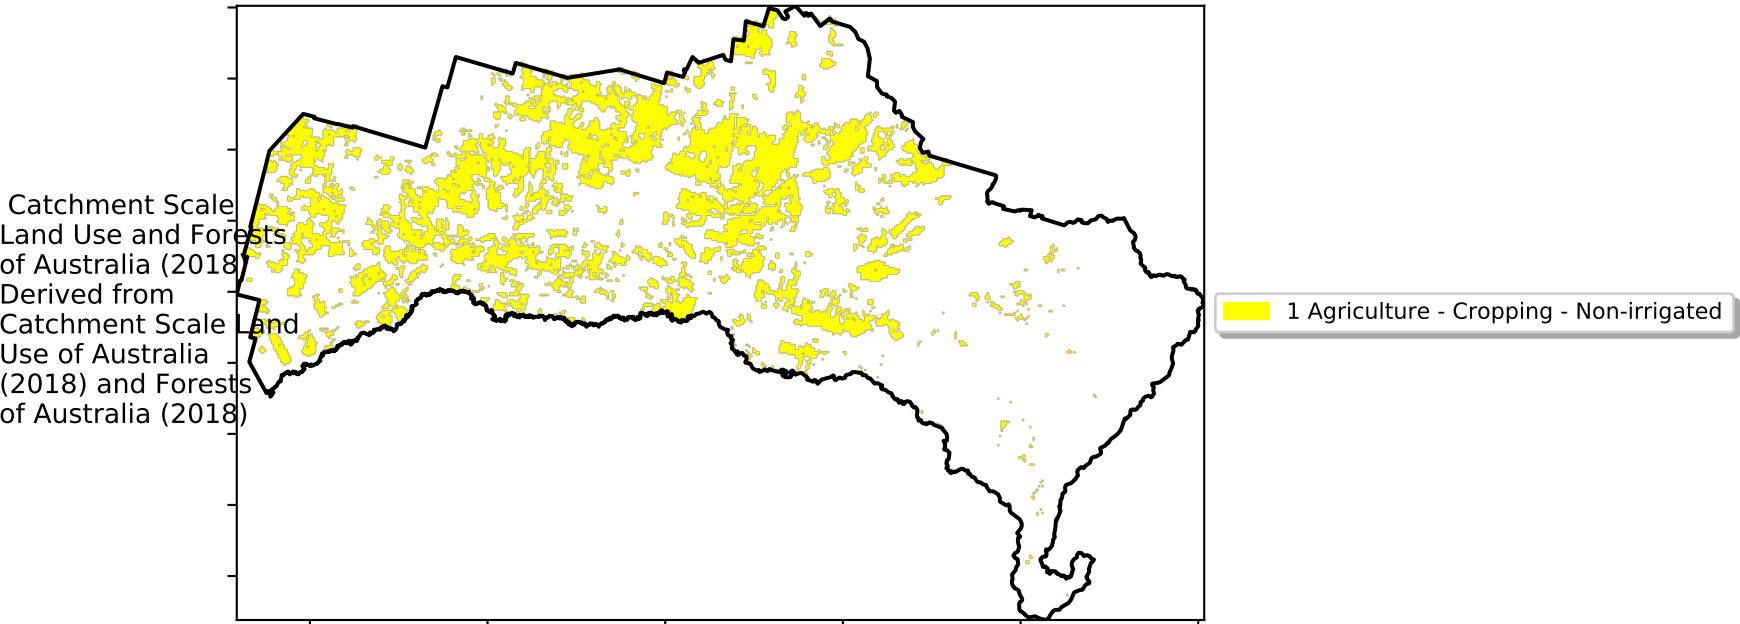 Catchment Scale
Land Use and Forests
of Australia (2018)
Derived from
Catchment Scale Land
Use of Australia
(2018) and Forests
of Australia (2018)
1 Agriculture - Cropping - Non-irrigated